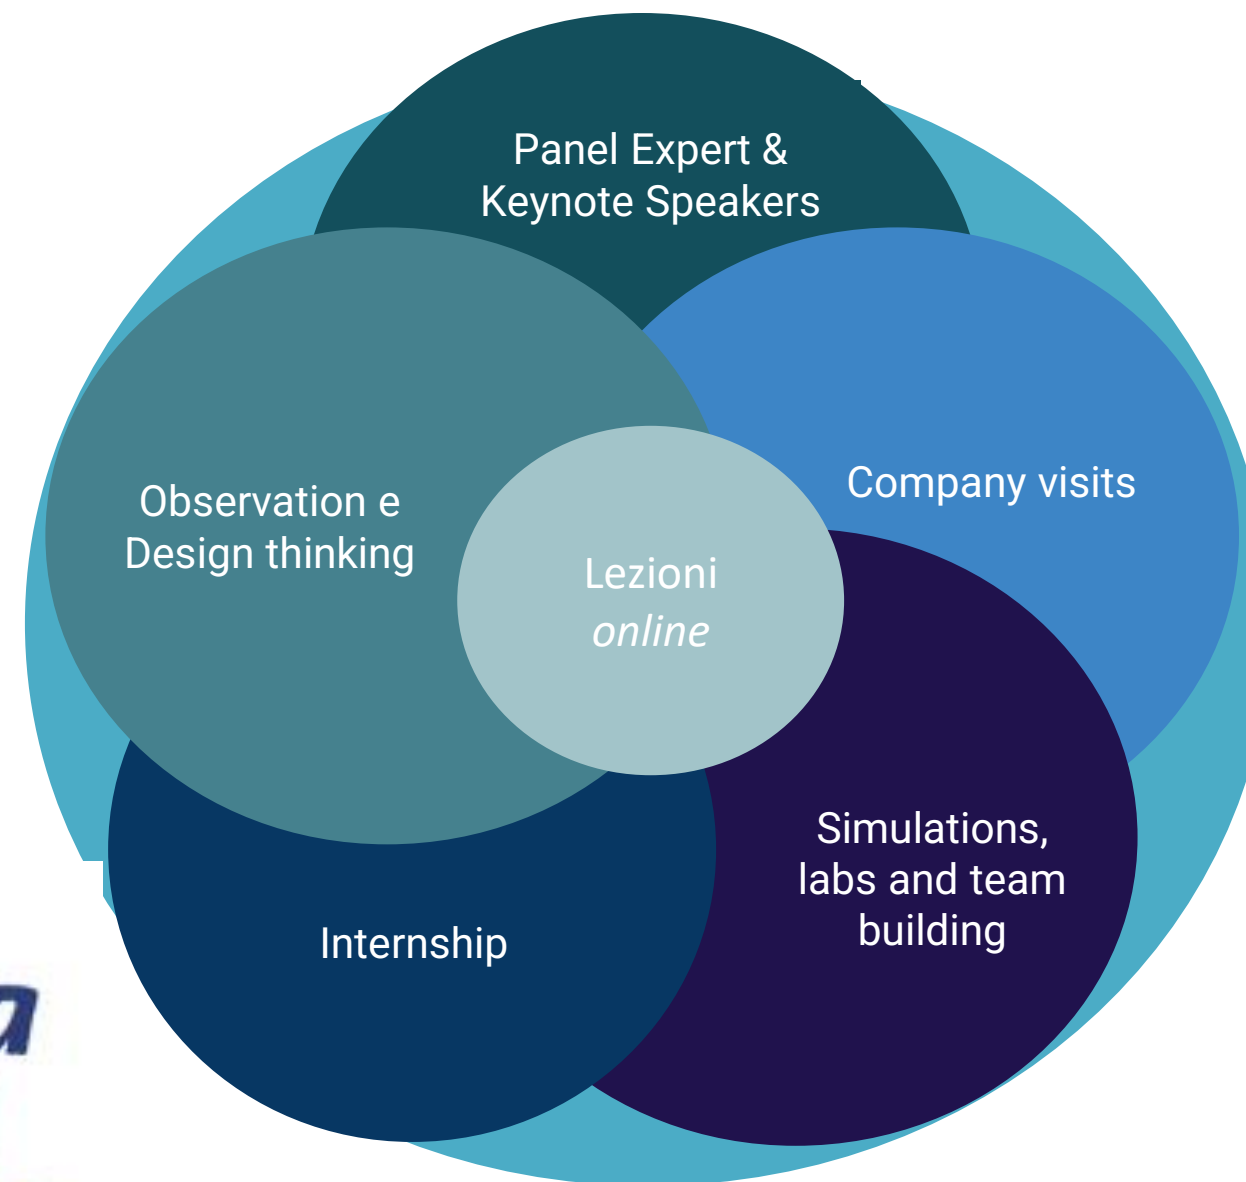 Panel Expert &
Keynote Speakers
Company visits
Observation e
Design thinking
Lezioni
online
Simulations,
labs and team
building
Internship
a